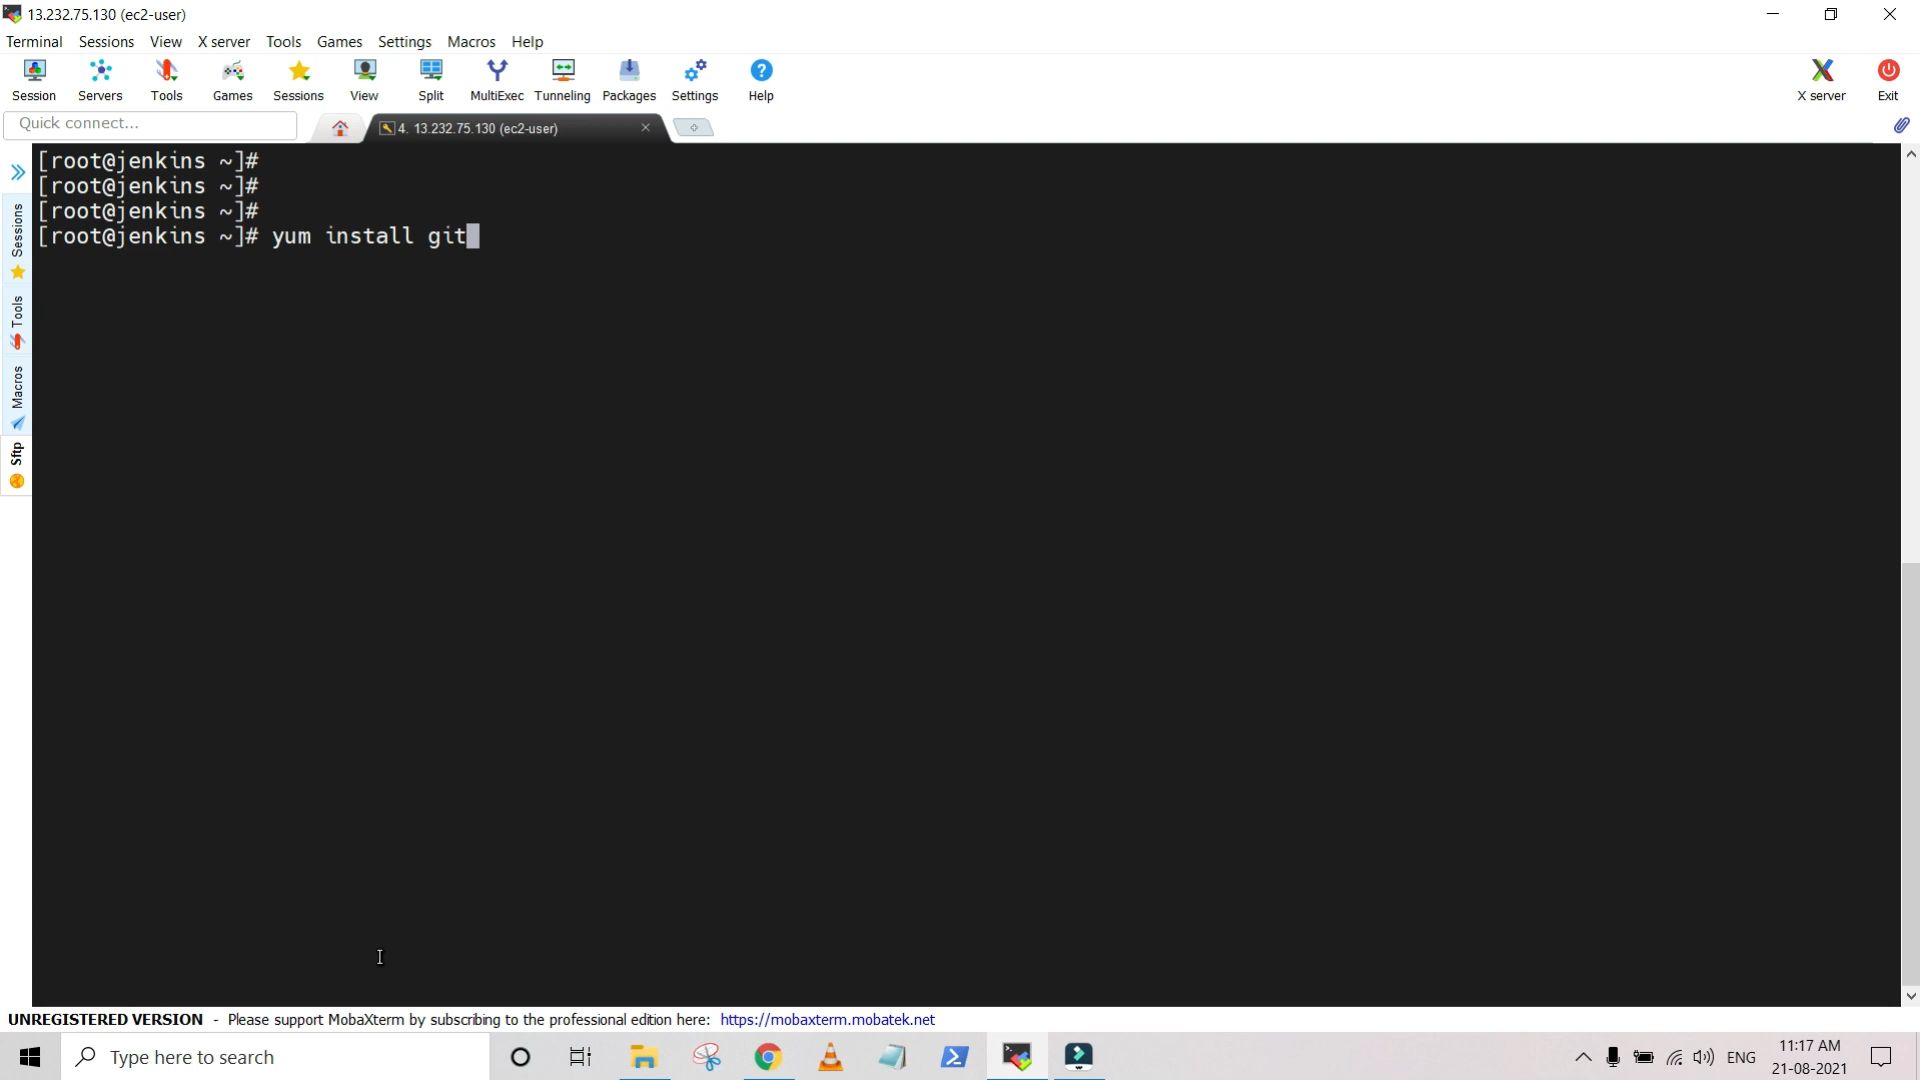 13.232.75.130 (ec2-user)
Terminal Sessions View X server Tools Games Settings Macros Help
Session Servers Tools Games Sessions View Split MultiExec Tunneling Packages Settings Help X server Exit
Quick connect...
4. 13.232.75.130 (ec2-user)
[root@jenkins ~]#
[root@jenkins ~]#
[root@jenkins ~]#
[root@jenkins ~]# yum install git
Sessions
Tools
Macros
Sftp
UNREGISTERED VERSION - Please support MobaXterm by subscribing to the professional edition here: https://mobaxterm.mobatek.net
Type here to search
ENG
11:17 AM
21-08-2021